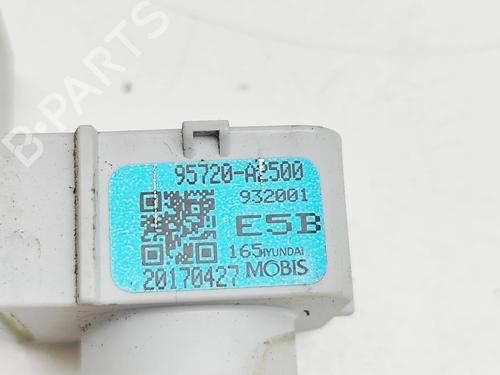 B-PARTS
95720-A2500
932001
E5B
165 HYUNDAI
20170427 MOBIS